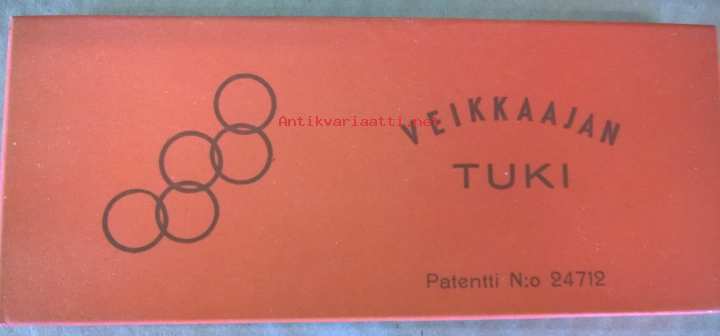 Antikvariaatti.net
VEIKKAAJAN
TUKI
Patentti N:o 24712